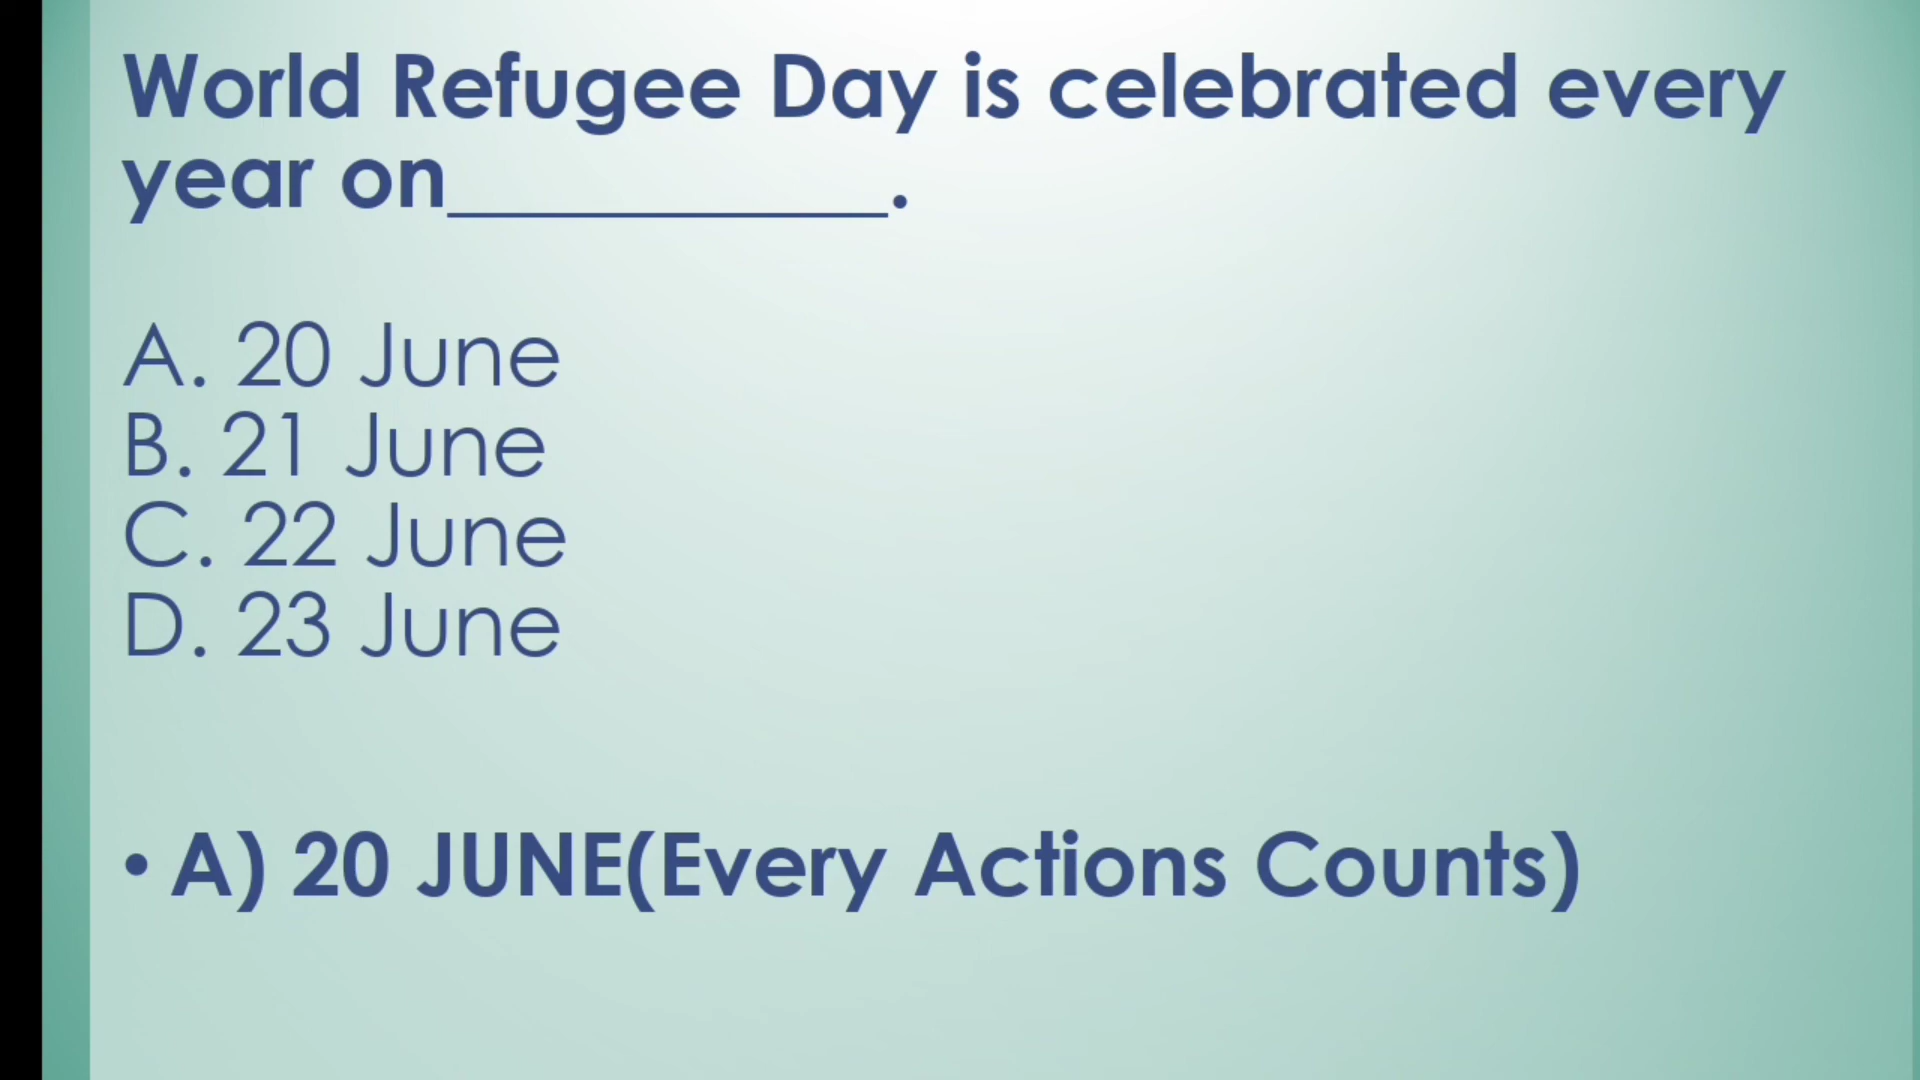 World Refugee Day is celebrated every
year on__________.
A. 20 June
B. 21 June
C. 22 June
D. 23 June
• A) 20 JUNE(Every Actions Counts)